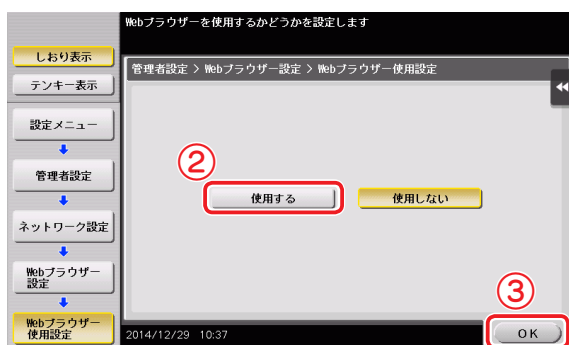 Webブラウザーを使用するかどうかを設定します
しおり表示
テンキー表示
管理者設定 > Webブラウザー設定 > Webブラウザー使用設定
設定メニュー
管理者設定
ネットワーク設定
Webブラウザー
設定
Webブラウザー
使用設定
②
使用する
使用しない
③
2014/12/29 10:37
OK